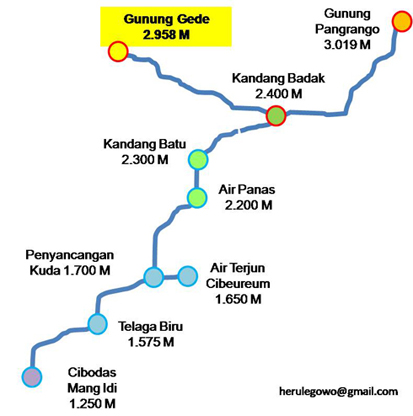 Gunung Gede
2.958 M
Gunung
Pangrango
3.019 M
Kandang Badak
2.400 M
Kandang Batu
2.300 M
Air Panas
2.200 M
Penyancangan
Kuda 1.700 M
Air Terjun
Cibeureum
1.650 M
Telaga Biru
1.575 M
Cibodas
Mang Idi
1.250 M
herulegowo@gmail.com